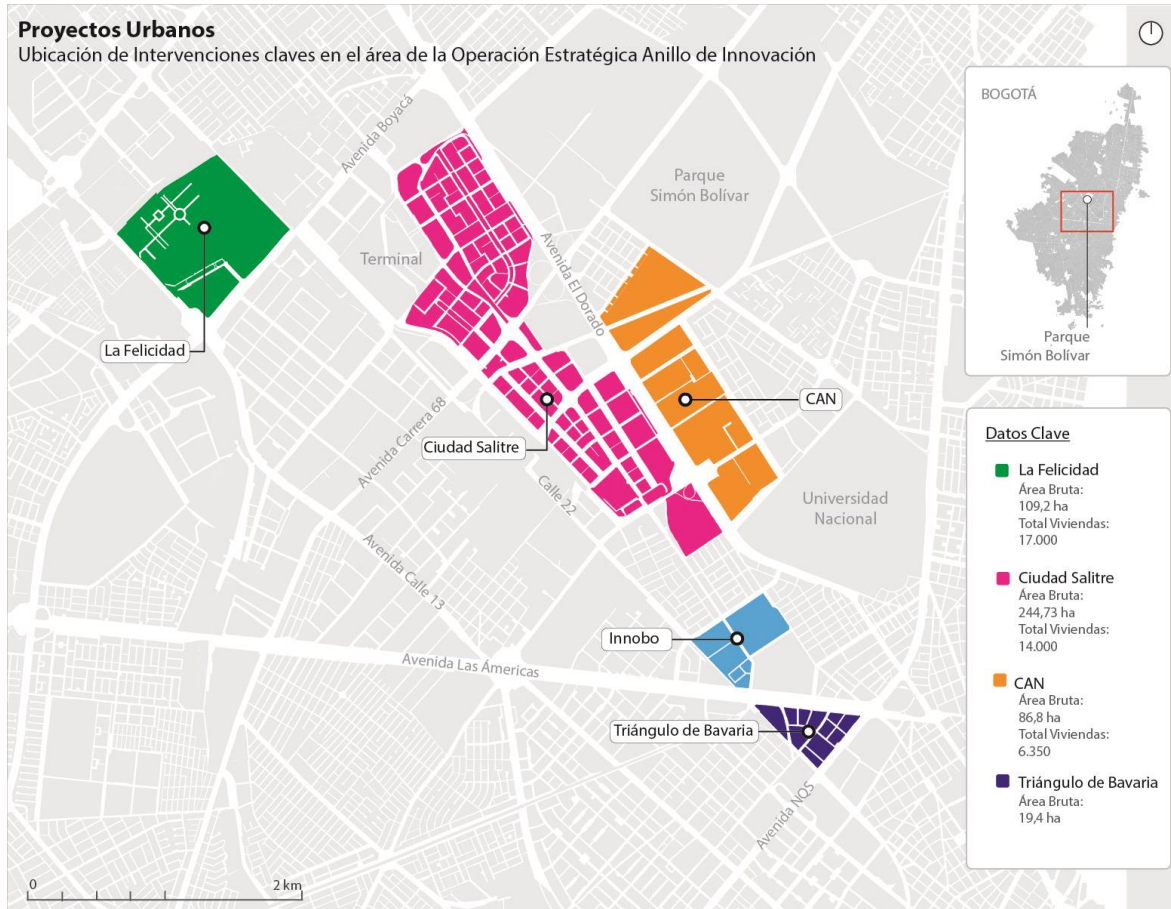 Proyectos Urbanos
Ubicación de Intervenciones claves en el área de la Operación Estratégica Anillo de Innovación
BOGOTÁ
Parque
Simón Bolívar
Avenida Boyacá
Parque
Simón Bolívar
Terminal
Avenida El Dorado
La Felicidad
CAN
Avenida Carrera 68
Ciudad Salitre
Calle 22
Universidad
Nacional
Avenida Calle 13
Innobo
Avenida Las Ámericas
Triángulo de Bavaria
Avenida NQS
Datos Clave
La Felicidad
Área Bruta:
109,2 ha
Total Viviendas:
17.000
Ciudad Salitre
Área Bruta:
244,73 ha
Total Viviendas:
14.000
CAN
Área Bruta:
86,8 ha
Total Viviendas:
6.350
Triángulo de Bavaria
Área Bruta:
19,4 ha
0 2 km